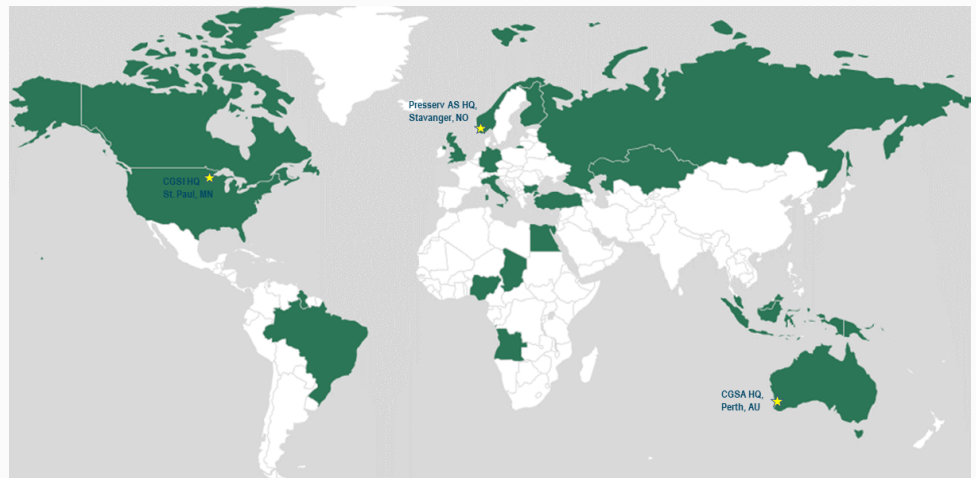 Presserv AS HQ,
Stavanger, NO
CGSI HQ
St. Paul, MN
CGSA HQ,
Perth, AU